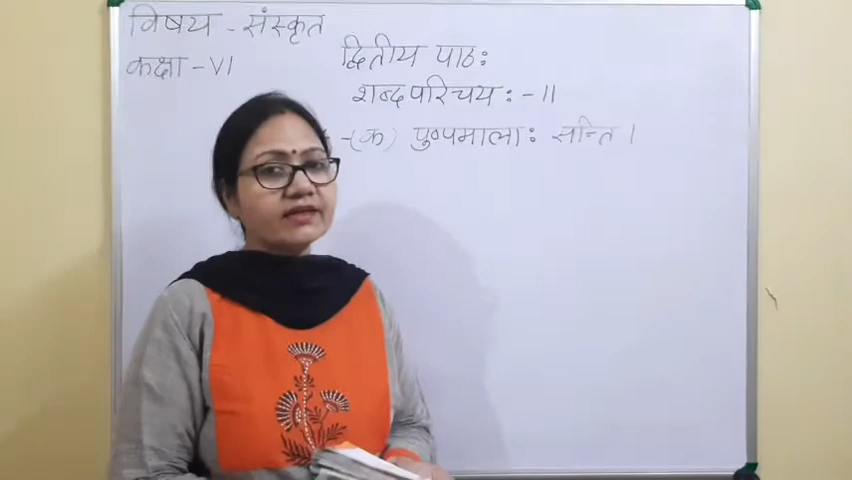 विषय - संस्कृत
कक्षा - VI
द्वितीय पाठः
शब्दपरिचयः - II
-(क) पुष्पमालाः सन्ति ।